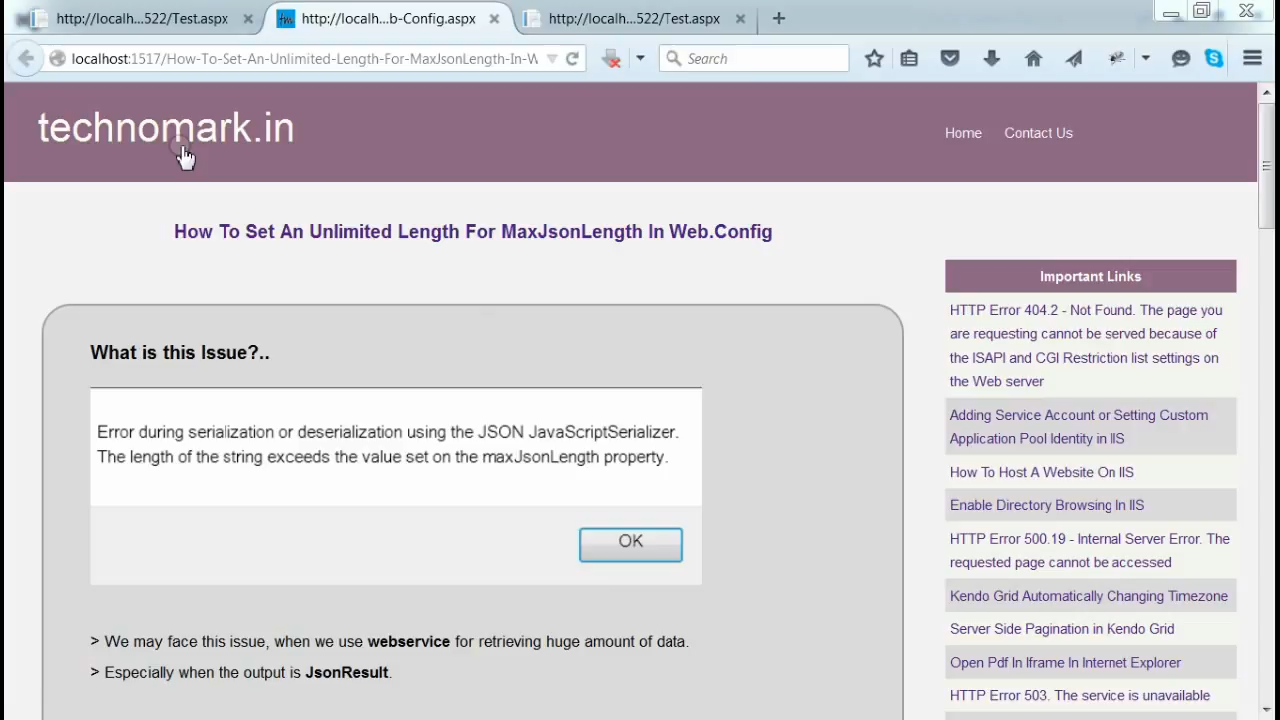 http://localh...522/Test.aspx
http://localh...b-Config.aspx
http://localh...522/Test.aspx
localhost:1517/How-To-Set-An-Unlimited-Length-For-MaxJsonLength-In-W
Search
technomark.in
Home
Contact Us
How To Set An Unlimited Length For MaxJsonLength In Web.Config
What is this Issue?..
Error during serialization or deserialization using the JSON JavaScriptSerializer.
The length of the string exceeds the value set on the maxJsonLength property.
OK
> We may face this issue, when we use webservice for retrieving huge amount of data.
> Especially when the output is JsonResult.
Important Links
HTTP Error 404.2 - Not Found. The page you
are requesting cannot be served because of
the ISAPI and CGI Restriction list settings on
the Web server
Adding Service Account or Setting Custom
Application Pool Identity in IIS
How To Host A Website On IIS
Enable Directory Browsing In IIS
HTTP Error 500.19 - Internal Server Error. The
requested page cannot be accessed
Kendo Grid Automatically Changing Timezone
Server Side Pagination in Kendo Grid
Open Pdf In Iframe In Internet Explorer
HTTP Error 503. The service is unavailable